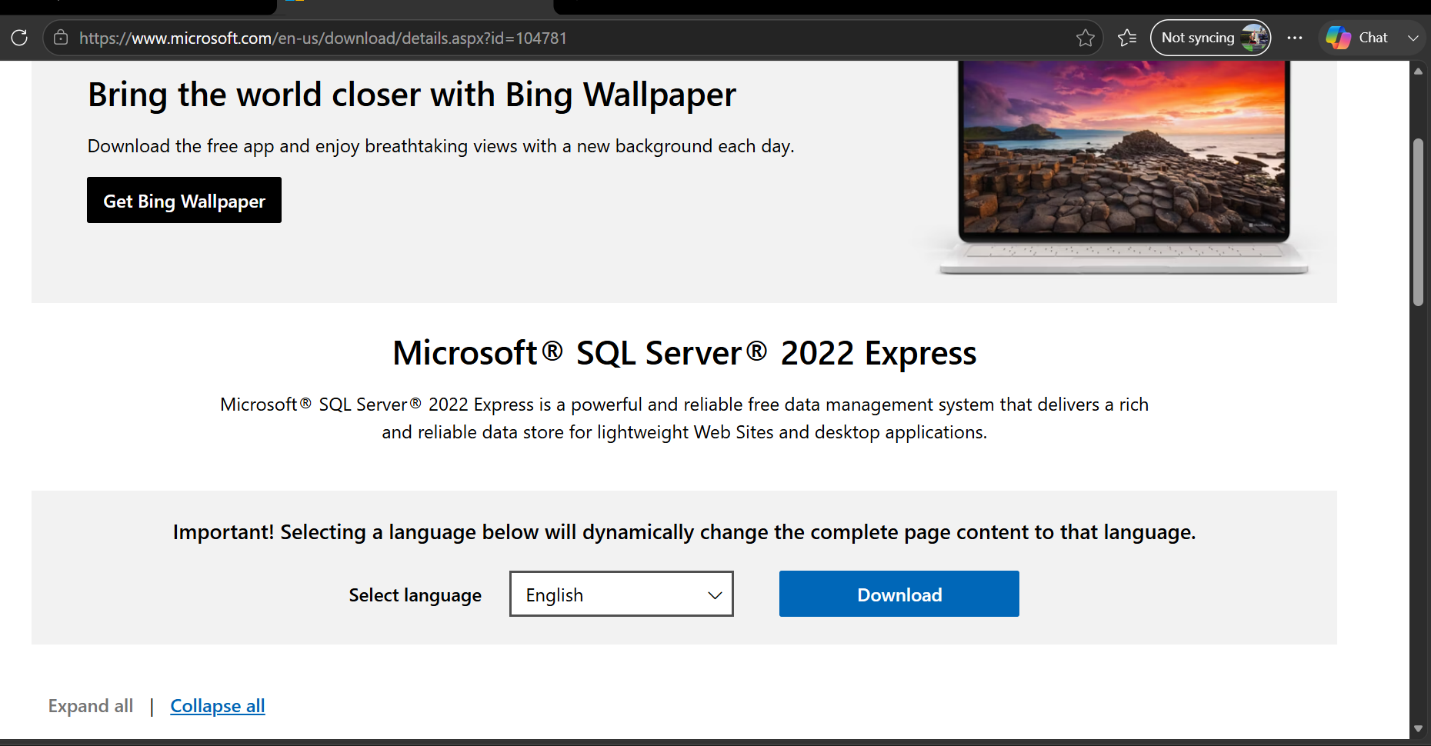 https://www.microsoft.com/en-us/download/details.aspx?id=104781
Not syncing
Chat
Bring the world closer with Bing Wallpaper
Download the free app and enjoy breathtaking views with a new background each day.
Get Bing Wallpaper
Microsoft® SQL Server® 2022 Express
Microsoft® SQL Server® 2022 Express is a powerful and reliable free data management system that delivers a rich
and reliable data store for lightweight Web Sites and desktop applications.
Important! Selecting a language below will dynamically change the complete page content to that language.
Select language
English
Download
Expand all | Collapse all